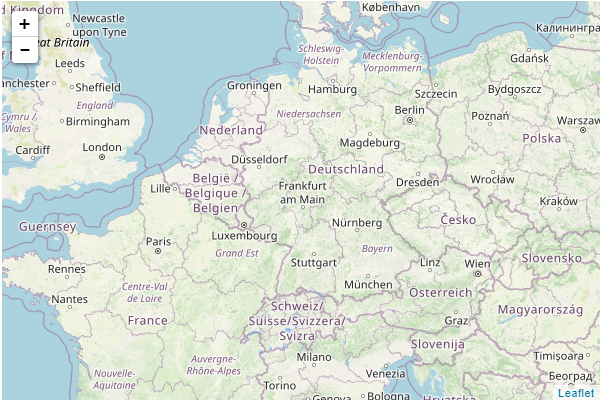 København
Newcastle
upon Tyne
d Kingdom
+
−
Great Britain
Leeds
anchester
Sheffield
England
Cymru /
Wales
Birmingham
Cardiff
London
Калининград
Schleswig-
Holstein
Mecklenburg-
Vorpommern
Gdańsk
Groningen
Hamburg
Szczecin
Bydgoszcz
Niedersachsen
Berlin
Poznań
Warszawa
Nederland
Magdeburg
Polska
Düsseldorf
Deutschland
Lille
België /
Belgique /
Belgien
Frankfurt
am Main
Dresden
Wrocław
Kraków
Guernsey
Luxembourg
Nürnberg
Česko
Paris
Grand Est
Bayern
Stuttgart
Linz
Wien
Slovensko
Rennes
Nantes
Centre-Val
de Loire
München
Österreich
France
Schweiz/
Suisse/Svizzera/
Svizra
Graz
Magyarország
Slovenija
Nouvelle-
Aquitaine
Auvergne-
Rhône-Alpes
Milano
Timișoara
Torino
Venezia
Београд
Genova
Bologna
Hrvatska
Leaflet